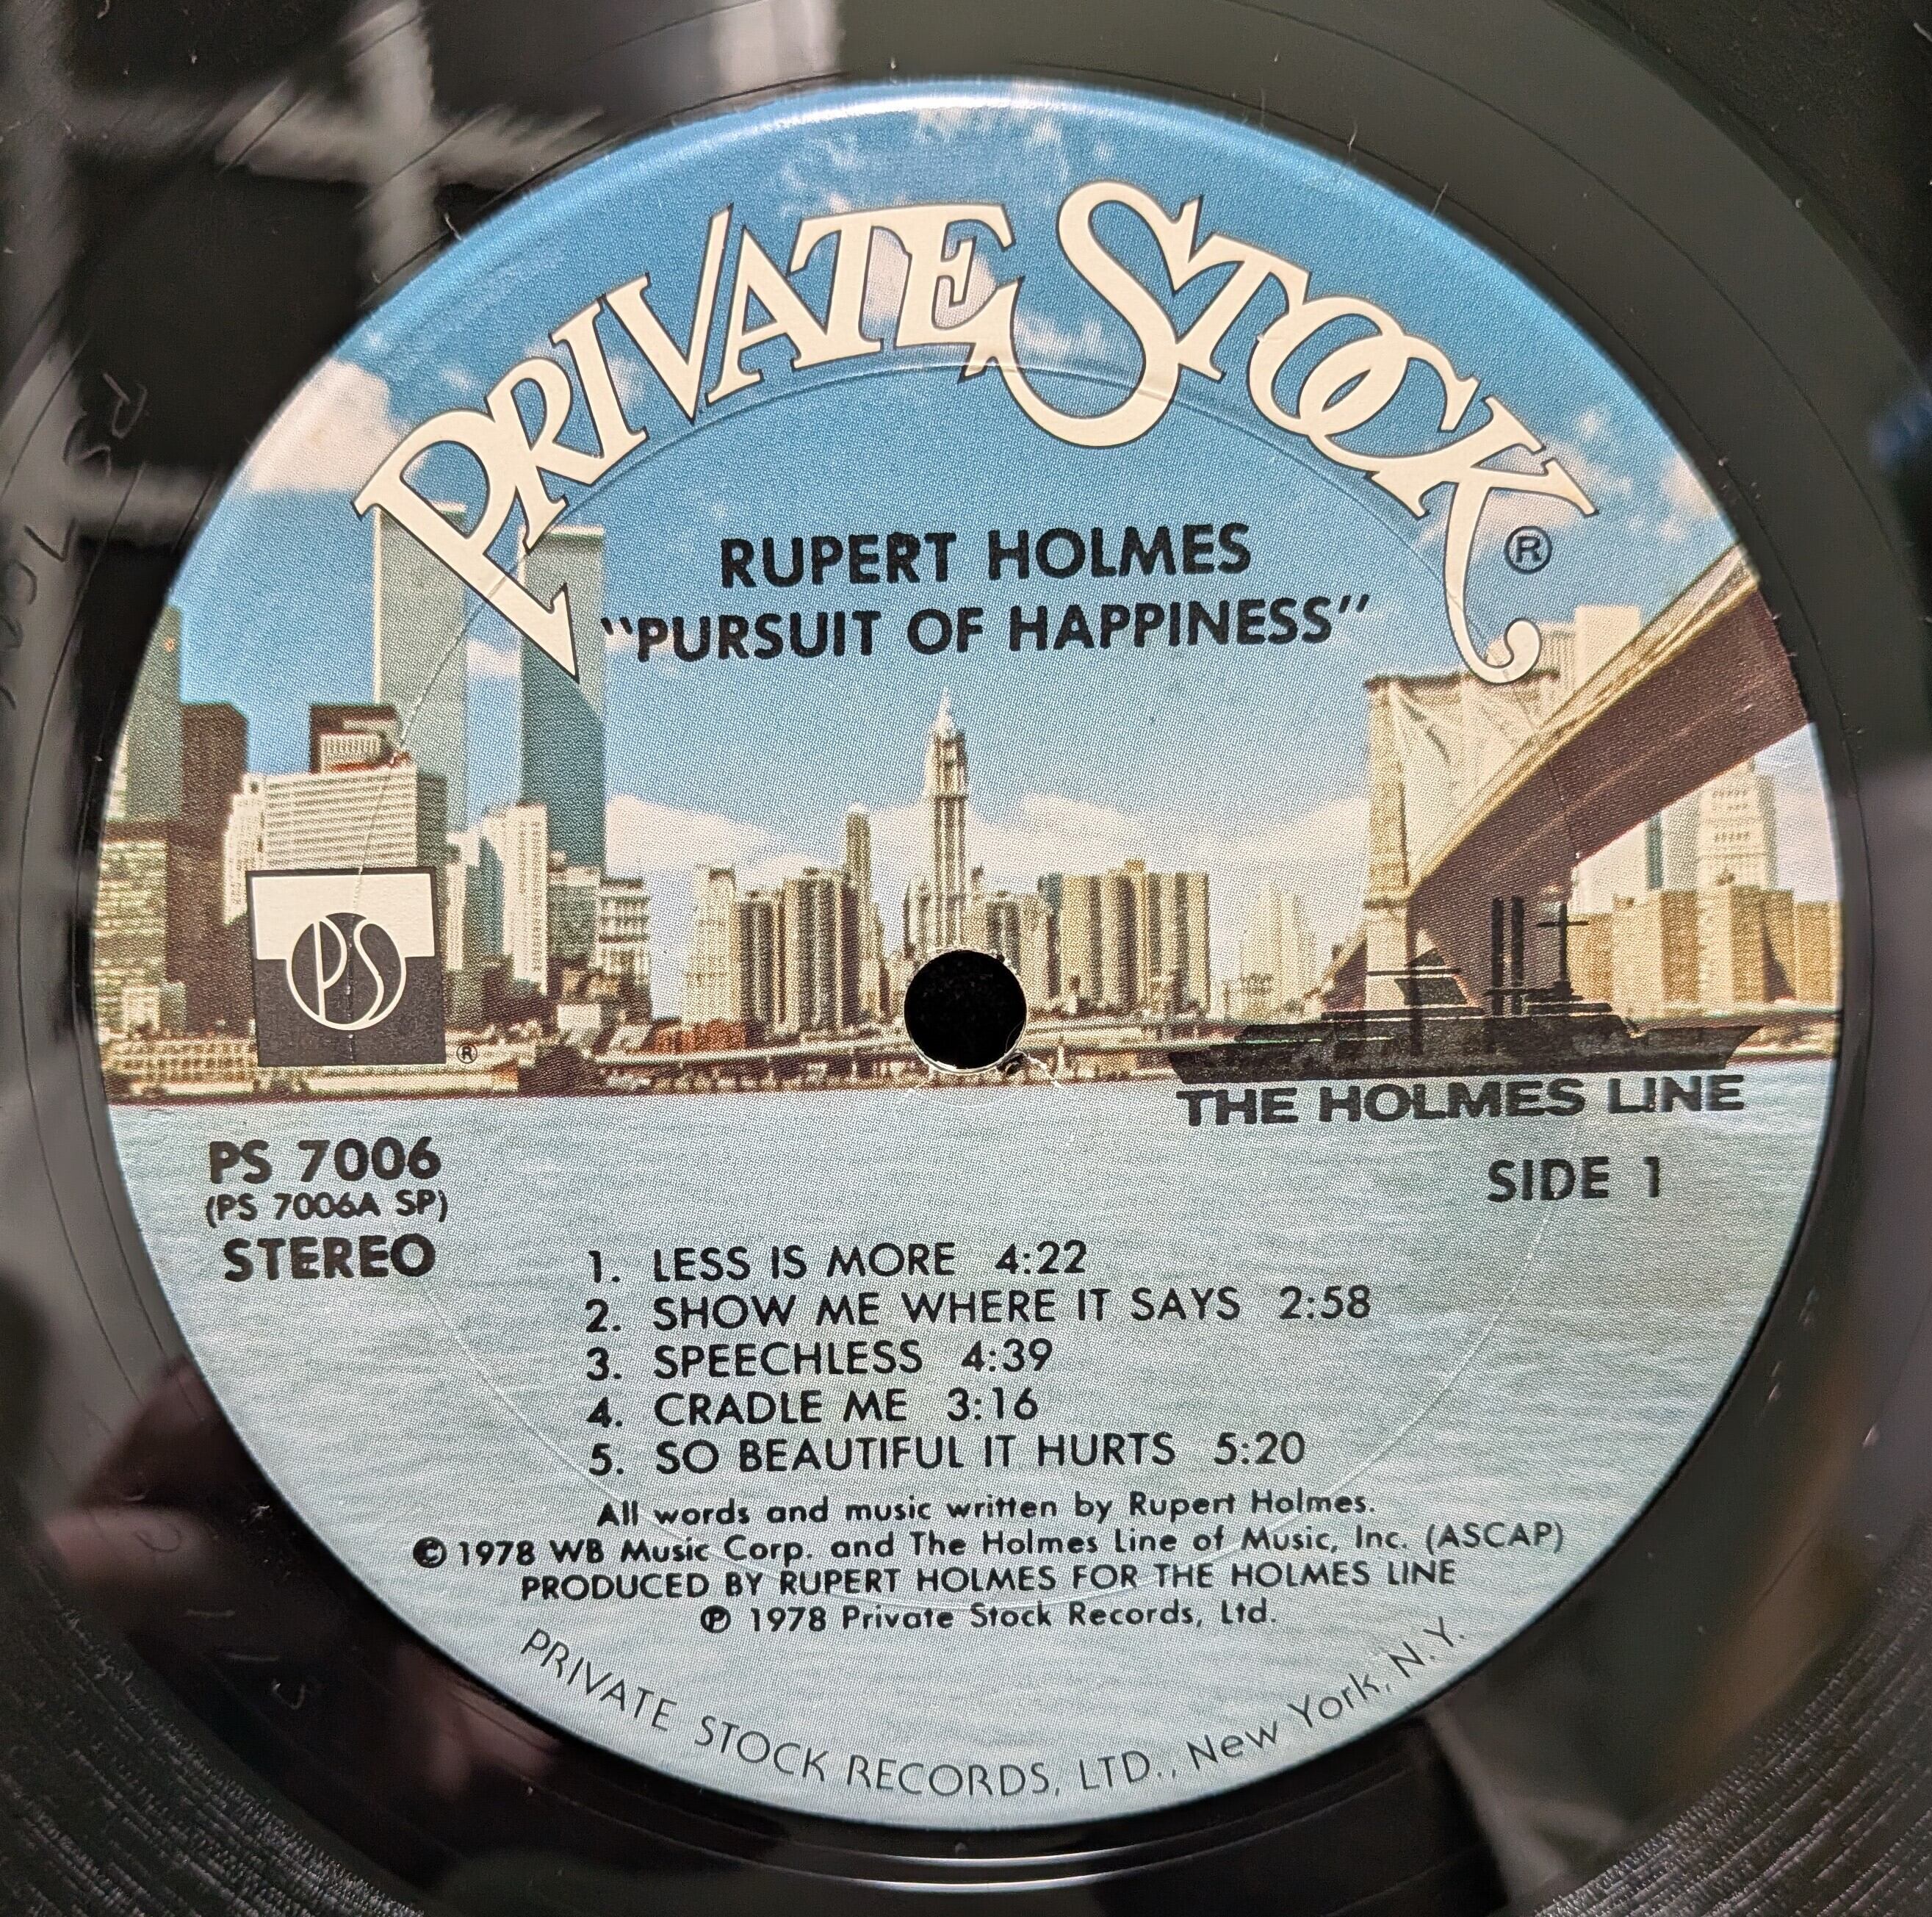 PRIVATE STOCK®
RUPERT HOLMES
"PURSUIT OF HAPPINESS"
PS
®
THE HOLMES LINE
PS 7006
(PS 7006A SP)
STEREO
SIDE 1
1. LESS IS MORE 4:22
2. SHOW ME WHERE IT SAYS 2:58
3. SPEECHLESS 4:39
4. CRADLE ME 3:16
5. SO BEAUTIFUL IT HURTS 5:20
All words and music written by Rupert Holmes.
© 1978 WB Music Corp. and The Holmes Line of Music, Inc. (ASCAP)
PRODUCED BY RUPERT HOLMES FOR THE HOLMES LINE
℗ 1978 Private Stock Records, Ltd.
PRIVATE STOCK RECORDS, LTD., New York, N.Y.